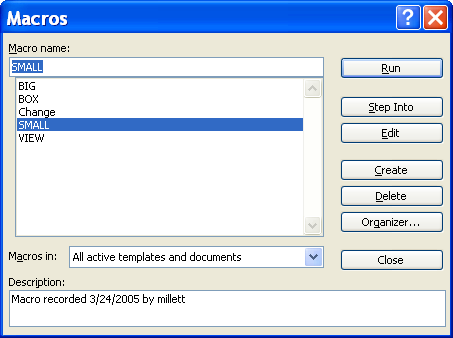 Macros
Macro name:
SMALL
Run
BIG
BOX
Change
SMALL
VIEW
Step Into
Edit
Create
Delete
Organizer...
Macros in:
All active templates and documents
Close
Description:
Macro recorded 3/24/2005 by millett